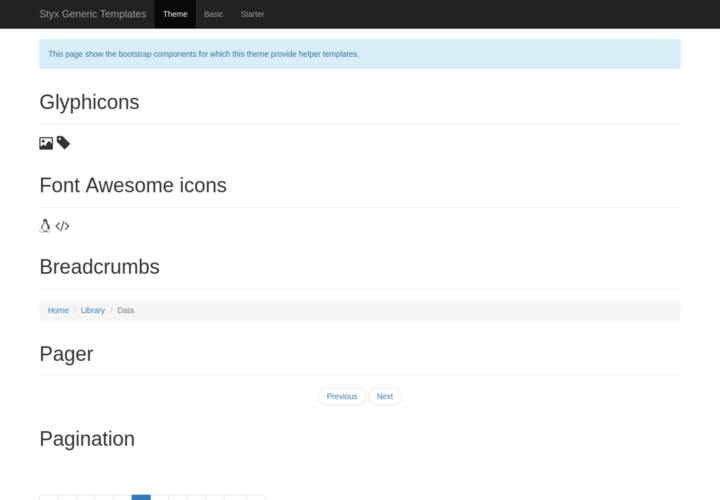 Styx Generic Templates Theme Basic Starter
This page show the bootstrap components for which this theme provide helper templates.
Glyphicons
Font Awesome icons
Breadcrumbs
Home / Library / Data
Pager
Previous Next
Pagination